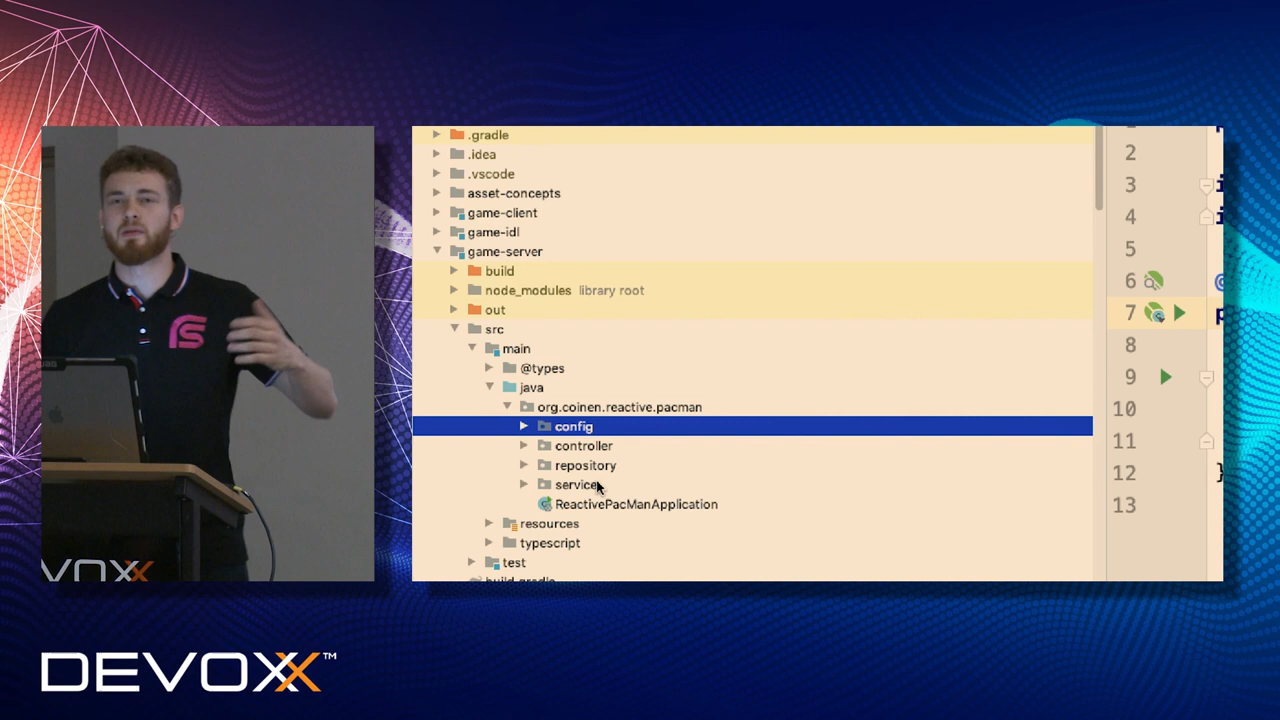 .gradle
.idea
.vscode
asset-concepts
game-client
game-idl
game-server
build
node_modules library root
out
src
main
@types
java
org.coinen.reactive.pacman
config
controller
repository
service
ReactivePacManApplication
resources
typescript
test
build.gradle
2
3
4
5
6
7
8
9
10
11
12 }
13
DEVOXX™